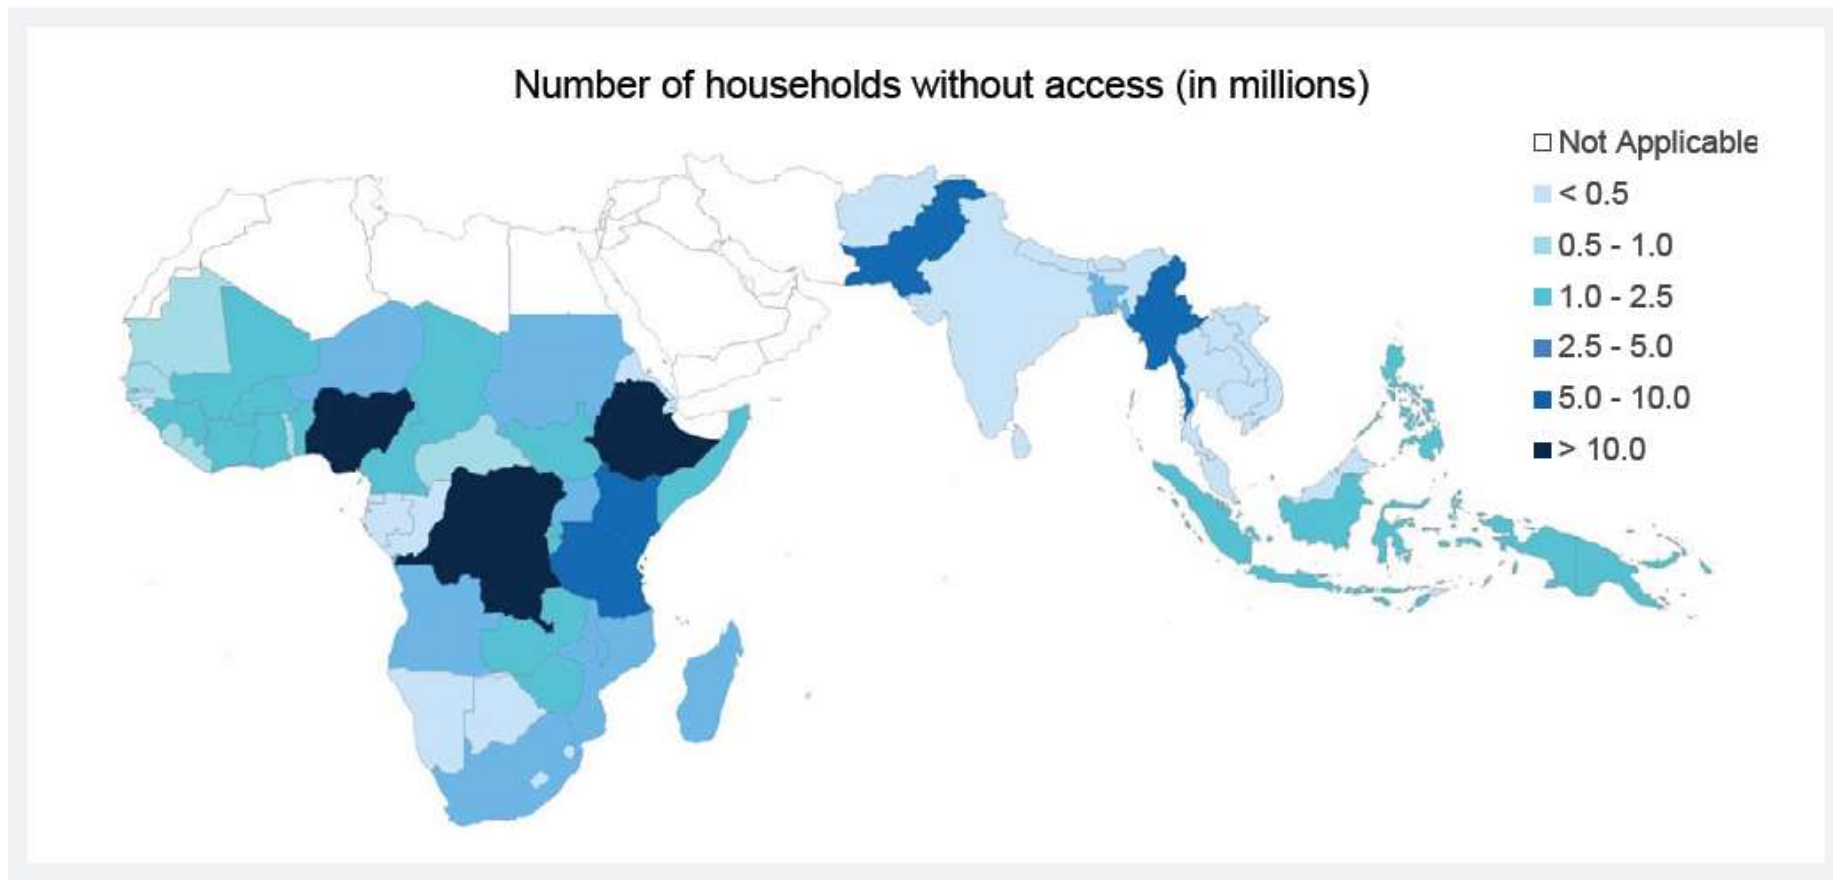 Number of households without access (in millions)
Not Applicable
< 0.5
0.5 - 1.0
1.0 - 2.5
2.5 - 5.0
5.0 - 10.0
> 10.0